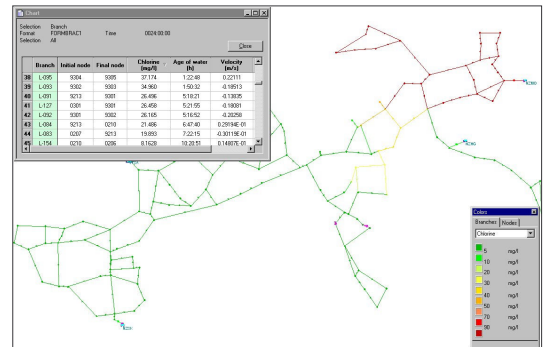 Chart
Selection Branch
Format FORMBRAC1 Time 0024:00:00
Selection All
Close
Branch Initial node Final node Chlorine (mg/l) Age of water (h) Velocity (m/s)
38 L-095 9304 9305 37.174 1:22:48 0.22111
39 L-093 9302 9303 34.960 1:50:32 -0.18513
40 L-091 9213 9301 26.496 5:18:21 -0.13835
41 L-127 0301 9301 26.458 5:21:55 -0.18081
42 L-092 9301 9302 26.165 5:16:52 -0.20250
43 L-084 9213 0210 21.486 6:47:40 0.29194E-01
44 L-083 0207 9213 19.893 7:22:15 -0.30119E-01
45 L-154 0210 0206 8.1628 10:20:51 0.14807E-01
Colors
Branches Nodes
Chlorine
5 mg/l
10 mg/l
20 mg/l
30 mg/l
40 mg/l
50 mg/l
70 mg/l
90 mg/l